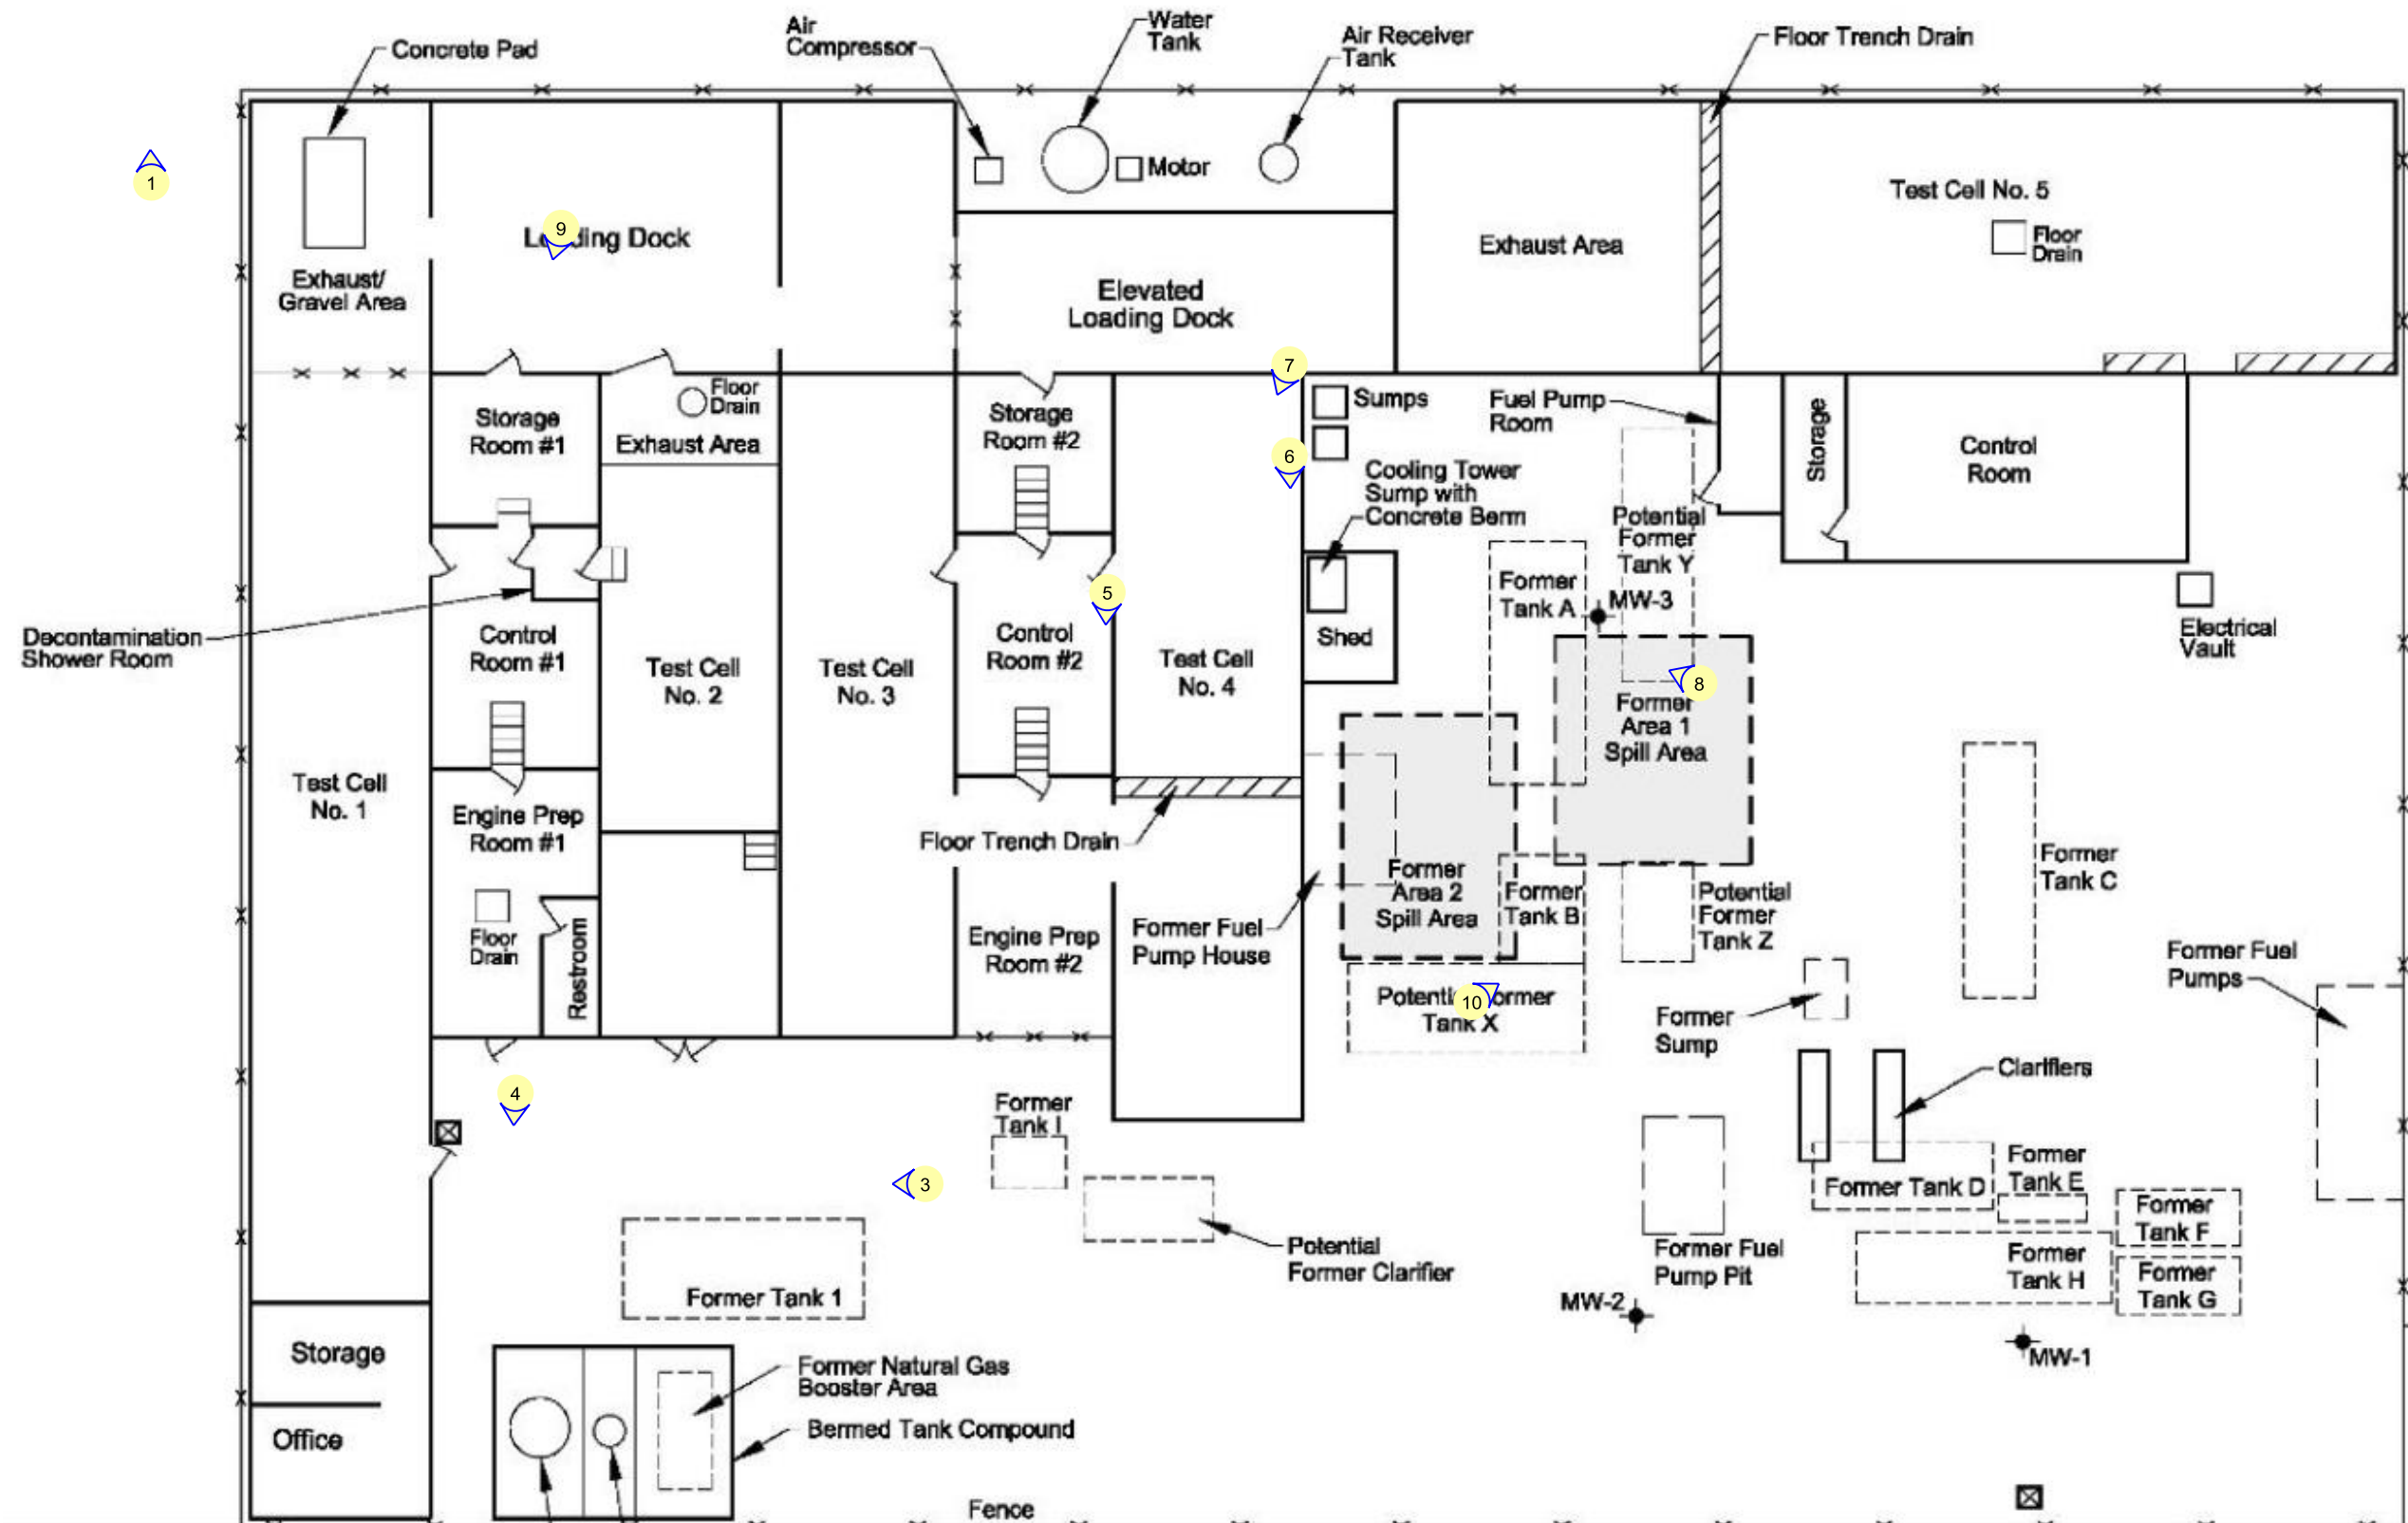 Concrete Pad
Air
Compressor
Water
Tank
Air Receiver
Tank
Floor Trench Drain
1
Motor
Test Cell No. 5
9
Loading Dock
Exhaust Area
Floor
Drain
Exhaust/
Gravel Area
Elevated
Loading Dock
7
Floor
Drain
Sumps
Fuel Pump
Room
Storage
Room #1
Exhaust Area
Storage
Room #2
Storage
Control
Room
6
Cooling Tower
Sump with
Concrete Berm
Potential
Former
Tank Y
Former
Tank A
MW-3
5
Decontamination
Shower Room
Control
Room #1
Control
Room #2
Shed
Electrical
Vault
Test Cell
No. 2
Test Cell
No. 3
Test Cell
No. 4
8
Former
Area 1
Spill Area
Test Cell
No. 1
Engine Prep
Room #1
Floor Trench Drain
Former
Area 2
Spill Area
Former
Tank B
Potential
Former
Tank Z
Former
Tank C
Floor
Drain
Restroom
Engine Prep
Room #2
Former Fuel
Pump House
Former Fuel
Pumps
10
Potential Former
Tank X
Former
Sump
Clarifiers
4
Former
Tank I
Former
Tank E
3
Former Tank D
Former
Tank F
Potential
Former Clarifier
Former Fuel
Pump Pit
Former
Tank H
Former
Tank G
Former Tank 1
MW-2
MW-1
Storage
Former Natural Gas
Booster Area
Office
Bermed Tank Compound
Fence